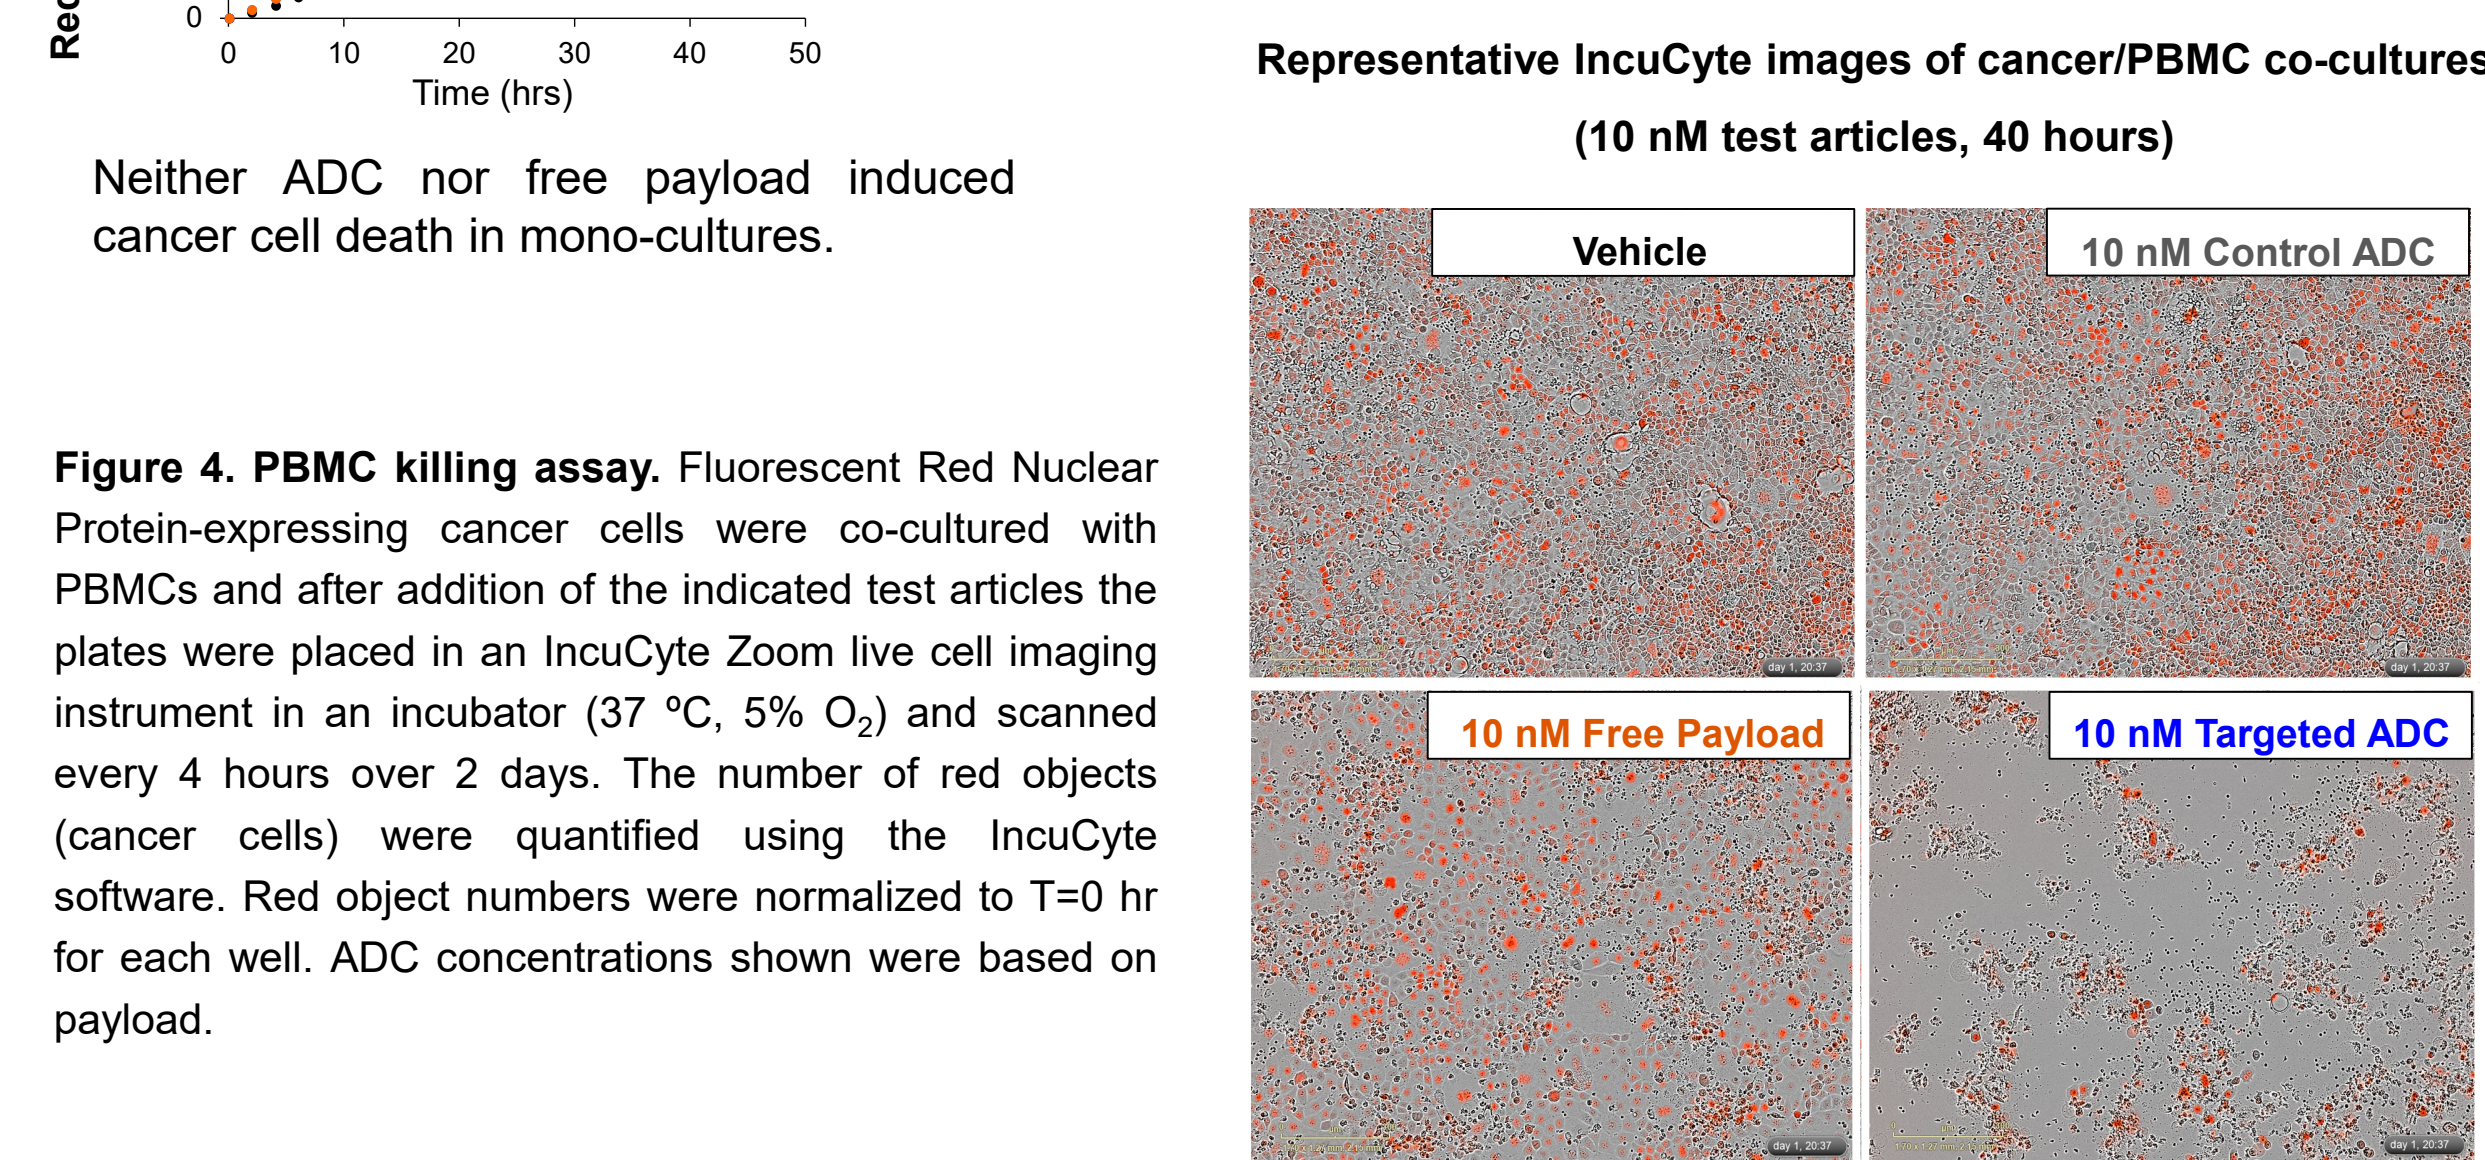 Red
0
0 10 20 30 40 50
Time (hrs)
Neither ADC nor free payload induced
cancer cell death in mono-cultures.
Figure 4. PBMC killing assay. Fluorescent Red Nuclear
Protein-expressing cancer cells were co-cultured with
PBMCs and after addition of the indicated test articles the
plates were placed in an IncuCyte Zoom live cell imaging
instrument in an incubator (37 ºC, 5% O₂) and scanned
every 4 hours over 2 days. The number of red objects
(cancer cells) were quantified using the IncuCyte
software. Red object numbers were normalized to T=0 hr
for each well. ADC concentrations shown were based on
payload.
Representative IncuCyte images of cancer/PBMC co-cultures
(10 nM test articles, 40 hours)
Vehicle
day 1, 20:37
10 nM Control ADC
day 1, 20:37
10 nM Free Payload
day 1, 20:37
10 nM Targeted ADC
day 1, 20:37